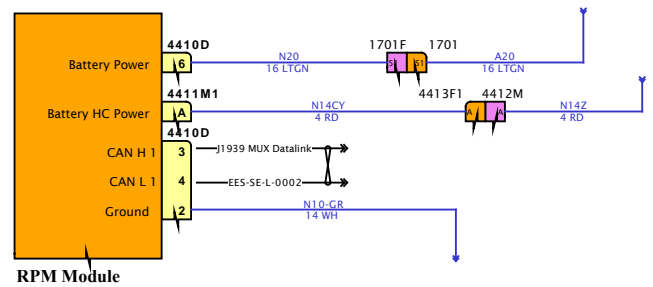 4410D
1701F 1701
Battery Power 6 N20 S1 S1 A20
16 LTGN 16 LTGN
4411M1
4413F1 4412M
Battery HC Power A N14CY A A N14Z
4 RD 4 RD
4410D
CAN H 1 3 J1939 MUX Datalink
CAN L 1 4 EES-SE-L-0002
Ground 2 N10-GR
14 WH
RPM Module